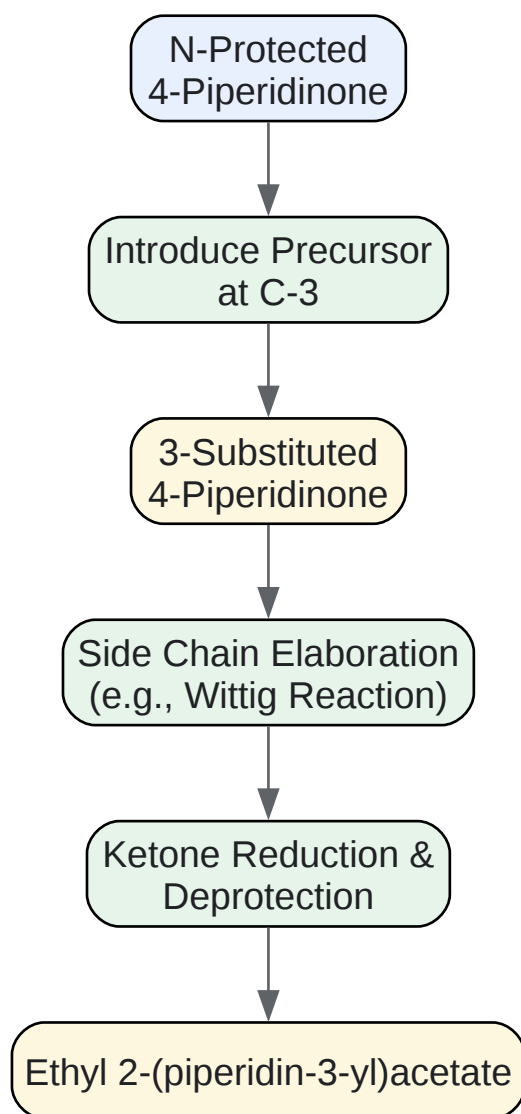 N-Protected
4-Piperidinone
Introduce Precursor
at C-3
3-Substituted
4-Piperidinone
Side Chain Elaboration
(e.g., Wittig Reaction)
Ketone Reduction &
Deprotection
Ethyl 2-(piperidin-3-yl)acetate